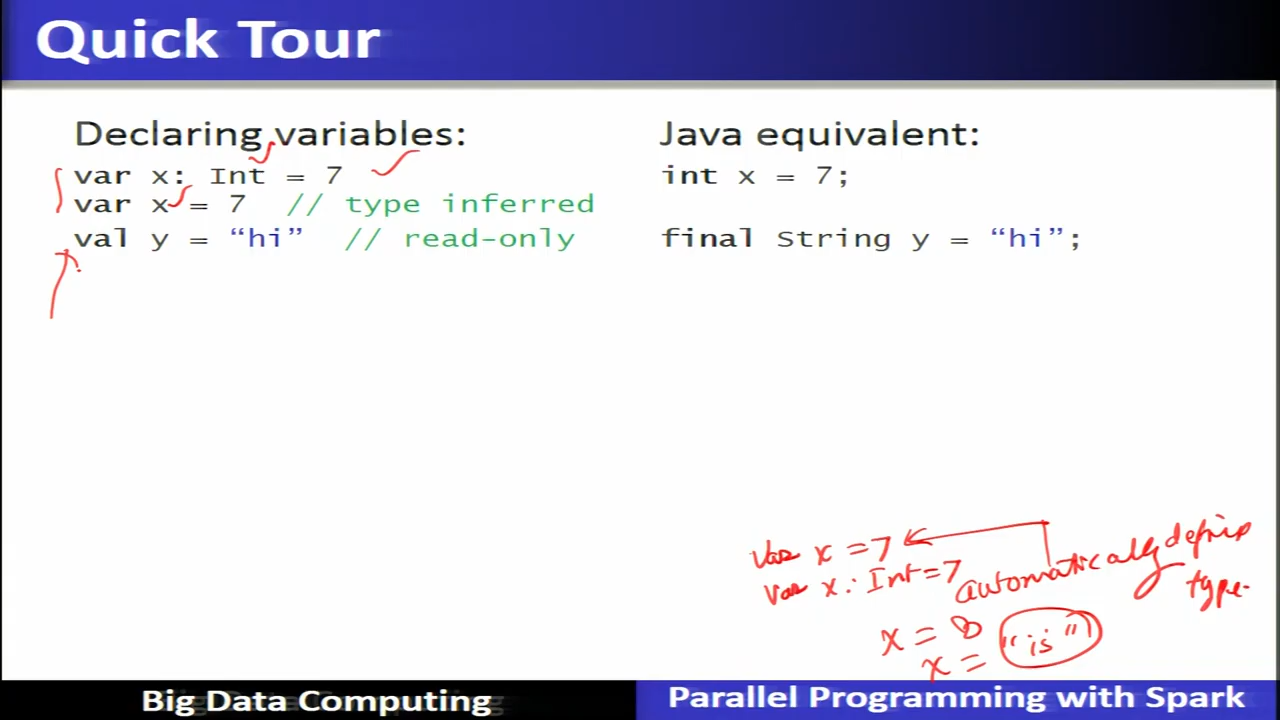 Quick Tour
Declaring variables:
var x: Int = 7
var x = 7 // type inferred
val y = “hi” // read-only
Java equivalent:
int x = 7;
final String y = “hi”;
var x = 7
var x: Int = 7
automatically
type.
x = 8
x = "is"
Big Data Computing
Parallel Programming with Spark